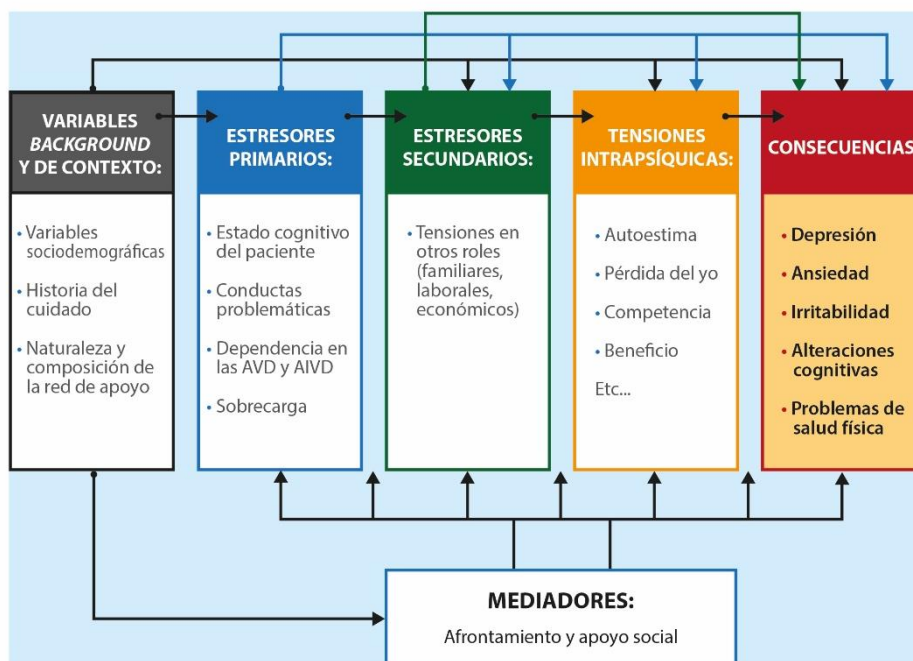 VARIABLES
BACKGROUND
Y DE CONTEXTO:
• Variables
sociodemográficas
• Historia del
cuidado
• Naturaleza y
composición de
la red de apoyo
ESTRESORES
PRIMARIOS:
• Estado cognitivo
del paciente
• Conductas
problemáticas
• Dependencia en
las AVD y AIVD
• Sobrecarga
ESTRESORES
SECUNDARIOS:
• Tensiones en
otros roles
(familiares,
laborales,
económicos)
TENSIONES
INTRAPSÍQUICAS:
• Autoestima
• Pérdida del yo
• Competencia
• Beneficio
Etc...
CONSECUENCIAS
• Depresión
• Ansiedad
• Irritabilidad
• Alteraciones
cognitivas
• Problemas de
salud física
MEDIADORES:
Afrontamiento y apoyo social